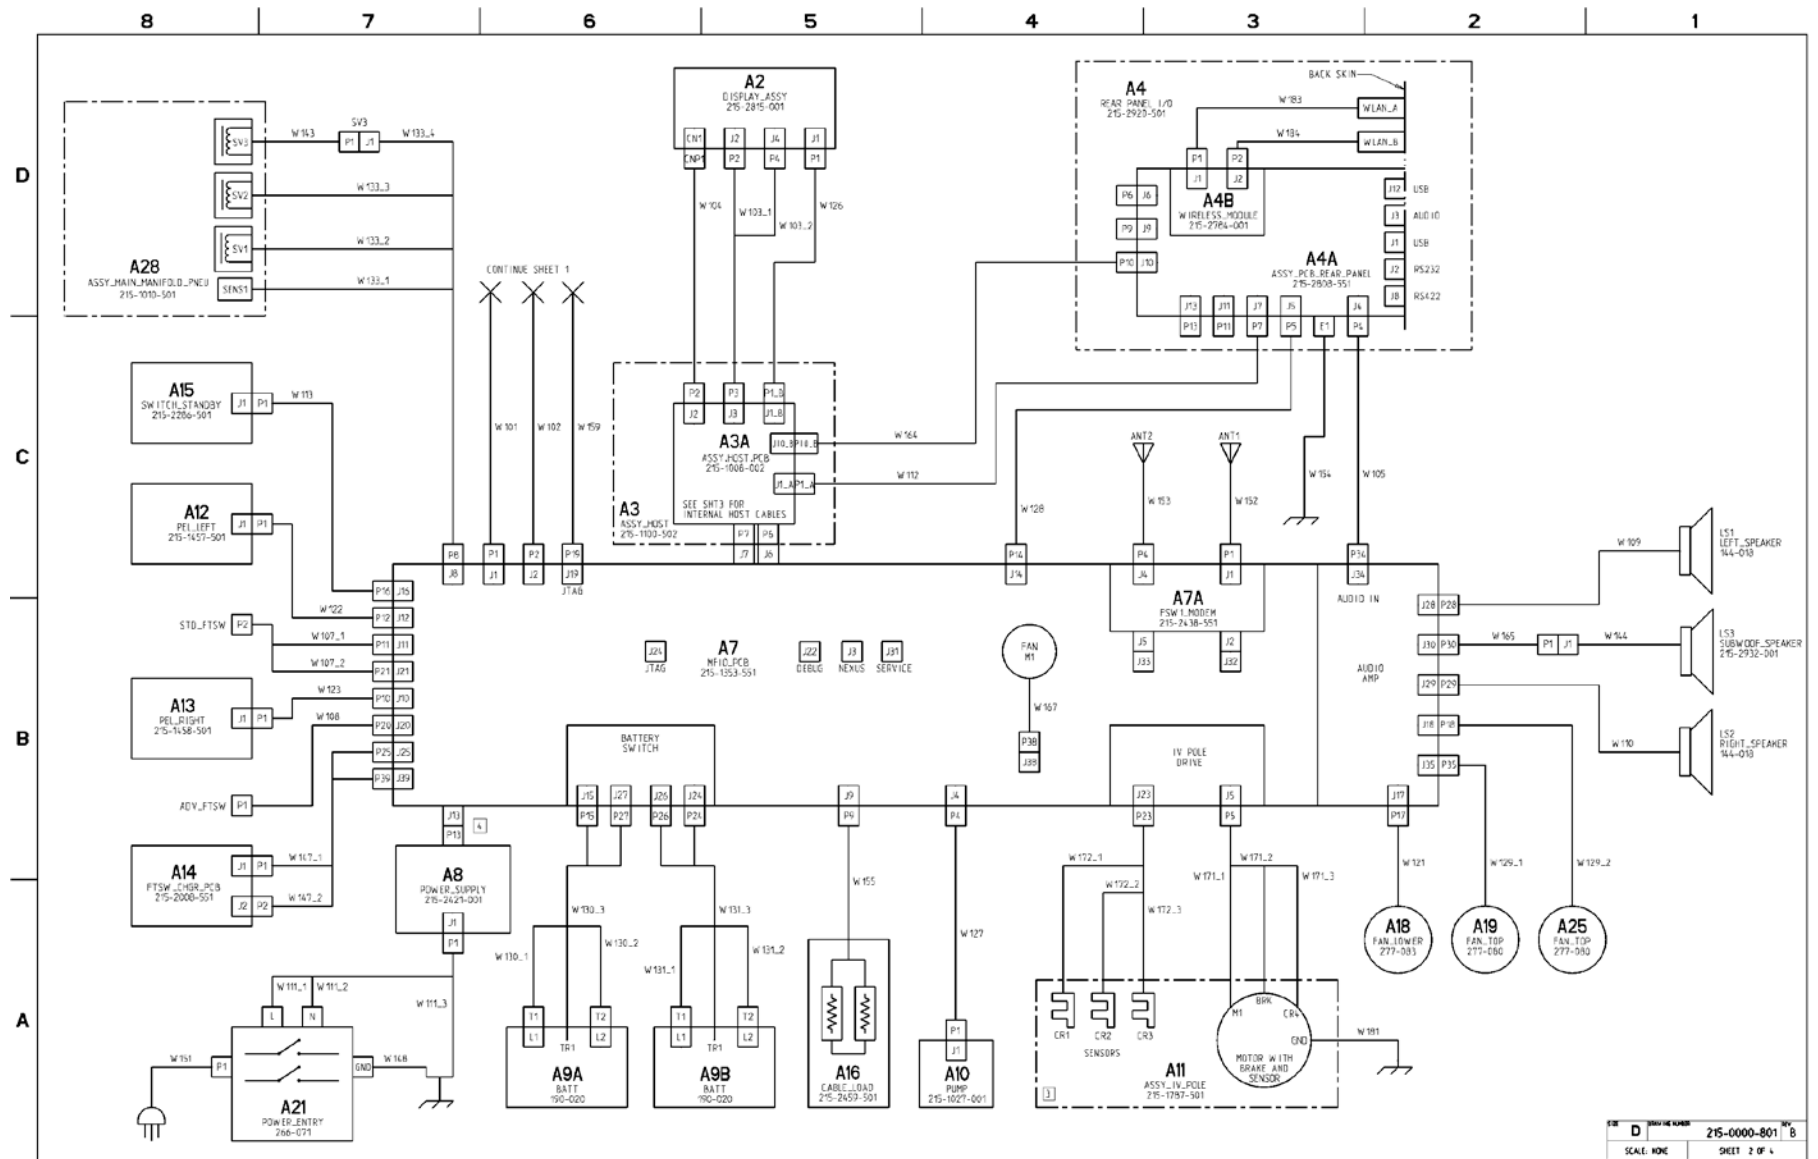 8 7 6 5 4 3 2 1
D
C
B
A
A2
DISPLAY_ASSY
215-2815-001
CN1 J2 J4 J1
CNP1 P2 P4 P1
W104
W103_1
W103_2
W126
SV3
SV2
SV1
SENS1
A28
ASSY_MAIN_MANIFOLD_PNEU
215-1010-501
W143
SV3
P1 J1
W133_4
W133_3
W133_2
W133_1
CONTINUE SHEET 1
W101
W102
W159
A4
REAR PANEL I/O
215-2920-501
BACK SKIN
W183
WLAN_A
W184
WLAN_B
P1 P2
J1 J2
A4B
WIRELESS_MODULE
215-2784-001
P6 J6
P9 J9
P10 J10
A4A
ASSY_PCB_REAR_PANEL
215-2808-551
J12 USB
J3 AUDIO
J1 USB
J2 RS232
J8 RS422
J13 J11 J7 J5 J4
P13 P11 P7 P5 E1 P4
A15
SWITCH_STANDBY
215-2286-501
J1 P1
W113
A12
PEL_LEFT
215-1457-501
J1 P1
W122
P2 P3 P1_B
J2 J3 J1_B
A3A
ASSY_HOST_PCB
215-1008-002
J10_B P10_B
J1_A P1_A
SEE SHT3 FOR
INTERNAL HOST CABLES
A3
ASSY_HOST
215-1100-502
P7 P6
J7 J6
W164
W112
W128
ANT2
W153
ANT1
W152
W154
W105
P8 P1 P2 P19
J8 J1 J2 J19
JTAG
P14 P4 P1 P34
J14 J4 J1 J34
AUDIO IN
W109
LS1
LEFT_SPEAKER
144-018
J28 P28
J30 P30
W165
P1 J1
W144
LS3
SUBWOOF_SPEAKER
215-2932-001
J29 P29
W110
LS2
RIGHT_SPEAKER
144-018
J18 P18
J35 P35
AUDIO
AMP
A7A
FSW1_MODEM
215-2438-551
J5 J2
J33 J32
P16 J16
P12 J12
P11 J11
P21 J21
P10 J10
P20 J20
P25 J25
P39 J39
STD_FTSW P2
W107_1
W107_2
A13
PEL_RIGHT
215-1458-501
J1 P1
W123
W108
ADV_FTSW P1
A7
MFIO_PCB
215-1353-551
J24
JTAG
J22
DEBUG
J3
NEXUS
J31
SERVICE
FAN
M1
W167
P38
J38
BATTERY
SWITCH
IV POLE
DRIVE
J13
P13
4
J15 J27 J26 J24
P15 P27 P26 P24
J9
P9
J4
P4
J23
P23
J5
P5
J17
P17
A14
FTSW_CHGR_PCB
215-2008-551
J1 P1
J2 P2
W147_1
W147_2
A8
POWER_SUPPLY
215-2421-001
J1
P1
W111_1
W111_2
W111_3
L N
W151
P1
GND
W148
A21
POWER_ENTRY
266-071
W130_3
W130_1
W130_2
T1 T2
L1 L2
TR1
A9A
BATT
190-020
W131_3
W131_1
W131_2
T1 T2
L1 L2
TR1
A9B
BATT
190-020
W155
A16
CABLE_LOAD
215-2459-501
W127
P1
J1
A10
PUMP
215-1027-001
W172_1
W172_2
W172_3
W171_1
W171_2
W171_3
CR1 CR2 CR3
SENSORS
3
A11
ASSY_IV_POLE
215-1787-501
M1 BRK CR4
GND
MOTOR WITH
BRAKE AND
SENSOR
W181
W121
W129_1
W129_2
A18
FAN_LOWER
277-083
A19
FAN_TOP
277-080
A25
FAN_TOP
277-080
SIZE D DRAWING NUMBER 215-0000-801 REV B
SCALE: NONE SHEET 2 OF 4